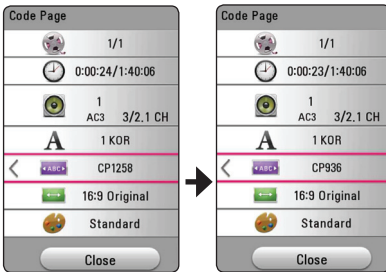 Code Page
1/1
0:00:24/1:40:06
1
AC3 3/2.1 CH
A 1 KOR
ABC CP1258
16:9 Original
Standard
Close
Code Page
1/1
0:00:23/1:40:06
1
AC3 3/2.1 CH
A 1 KOR
ABC CP936
16:9 Original
Standard
Close